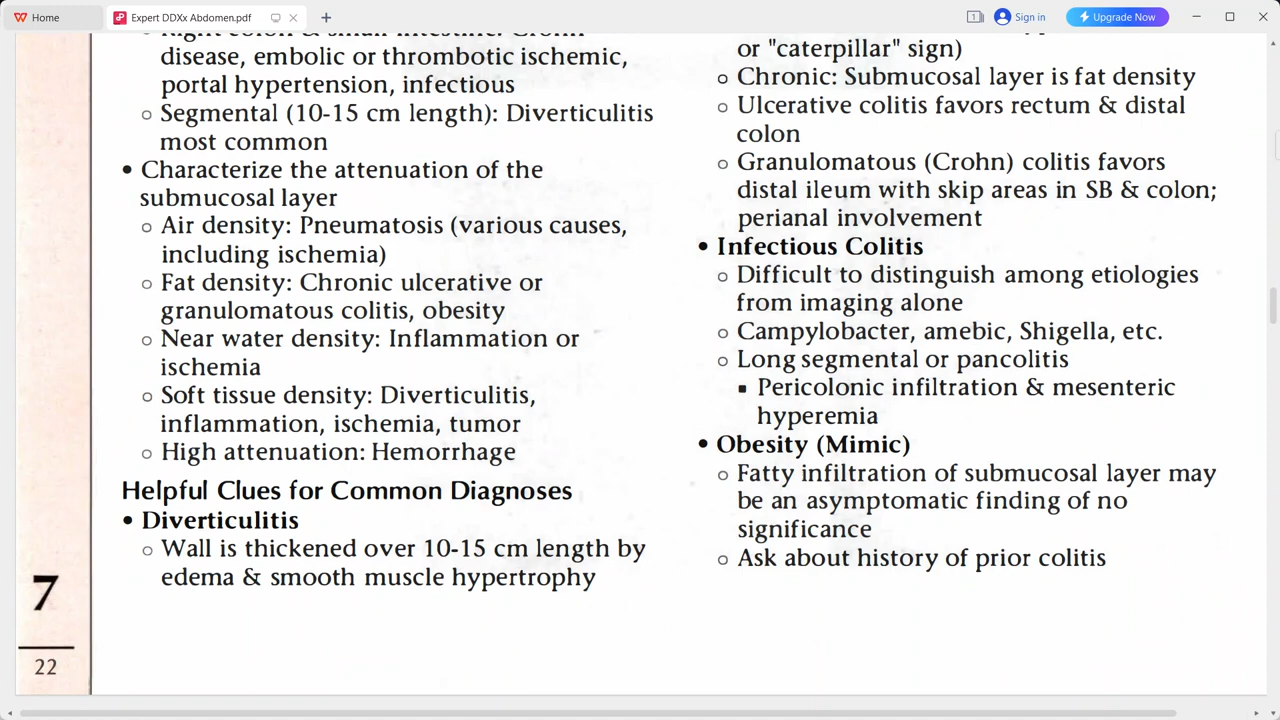 Home
Expert DDXx Abdomen.pdf
1
Sign in
Upgrade Now
Right colon & small intestine: Crohn
disease, embolic or thrombotic ischemic,
portal hypertension, infectious
○ Segmental (10-15 cm length): Diverticulitis
most common
• Characterize the attenuation of the
submucosal layer
○ Air density: Pneumatosis (various causes,
including ischemia)
○ Fat density: Chronic ulcerative or
granulomatous colitis, obesity
○ Near water density: Inflammation or
ischemia
○ Soft tissue density: Diverticulitis,
inflammation, ischemia, tumor
○ High attenuation: Hemorrhage
Helpful Clues for Common Diagnoses
• Diverticulitis
○ Wall is thickened over 10-15 cm length by
edema & smooth muscle hypertrophy
or "caterpillar" sign)
○ Chronic: Submucosal layer is fat density
○ Ulcerative colitis favors rectum & distal
colon
○ Granulomatous (Crohn) colitis favors
distal ileum with skip areas in SB & colon;
perianal involvement
• Infectious Colitis
○ Difficult to distinguish among etiologies
from imaging alone
○ Campylobacter, amebic, Shigella, etc.
○ Long segmental or pancolitis
▪ Pericolonic infiltration & mesenteric
hyperemia
• Obesity (Mimic)
○ Fatty infiltration of submucosal layer may
be an asymptomatic finding of no
significance
○ Ask about history of prior colitis
7
22